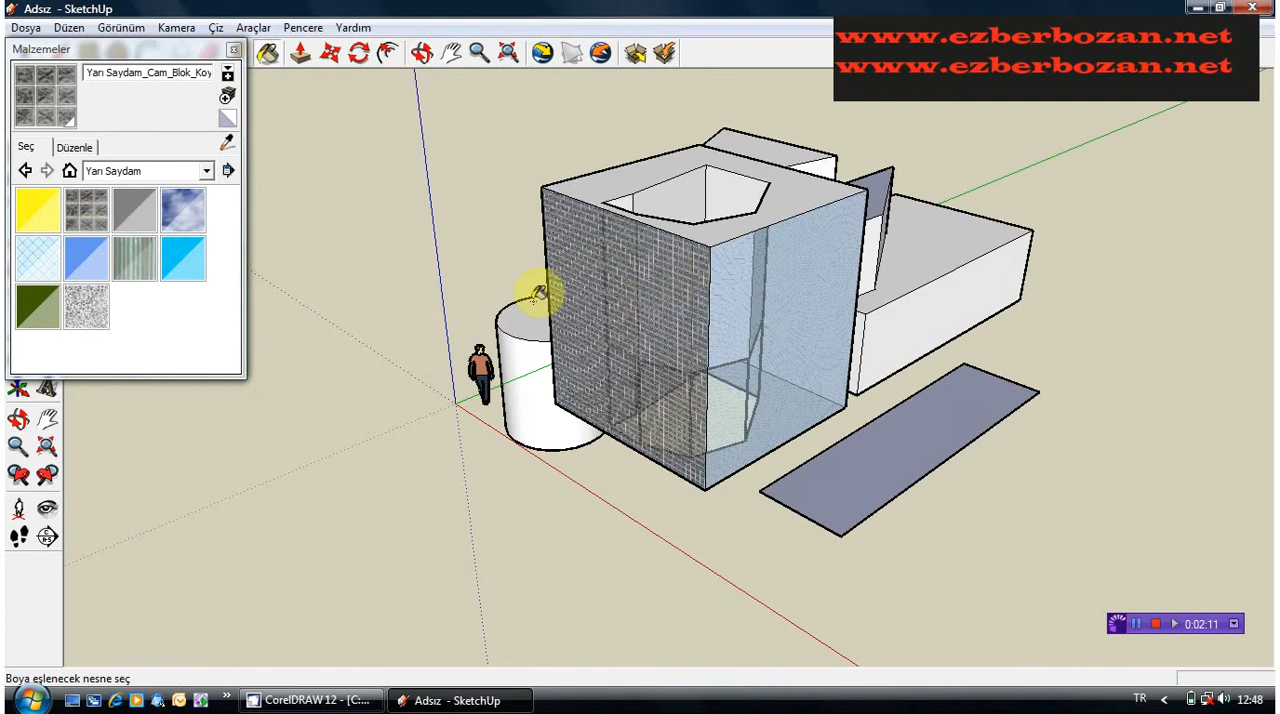 Adsız - SketchUp
Dosya Düzen Görünüm Kamera Çiz Araçlar Pencere Yardım
www.ezberbozan.net
www.ezberbozan.net
Malzemeler
Yarı Saydam_Cam_Blok_Koy
Seç Düzenle
Yarı Saydam
0:02:11
Boya eşlenecek nesne seç
CorelDRAW 12 - [C:... Adsız - SketchUp TR 12:48